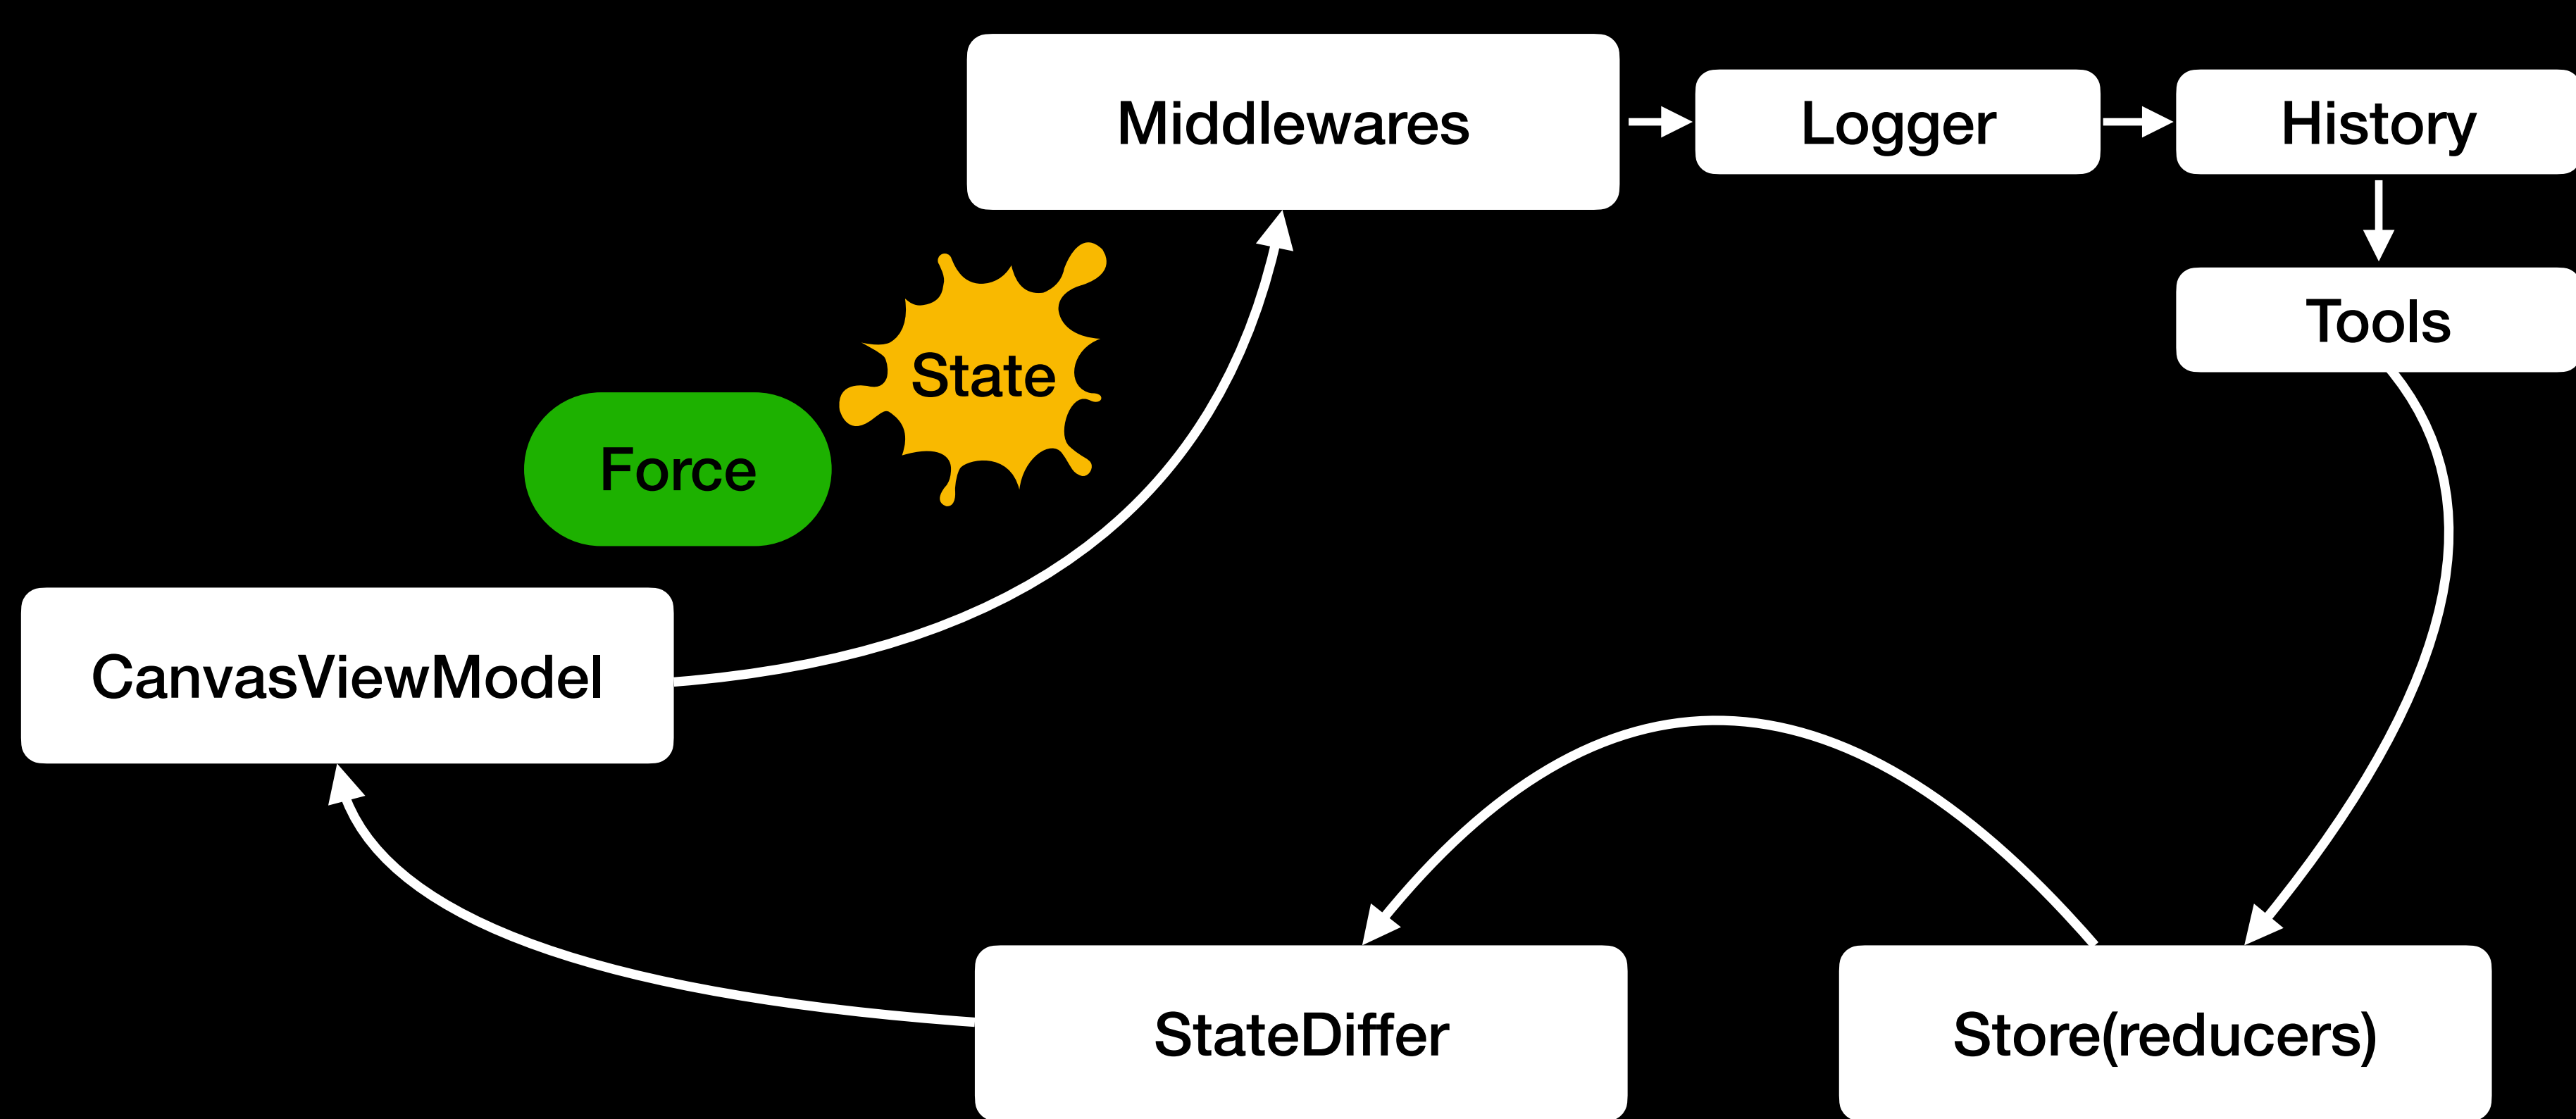 Middlewares
Logger
History
Tools
State
Force
CanvasViewModel
StateDiffer
Store(reducers)